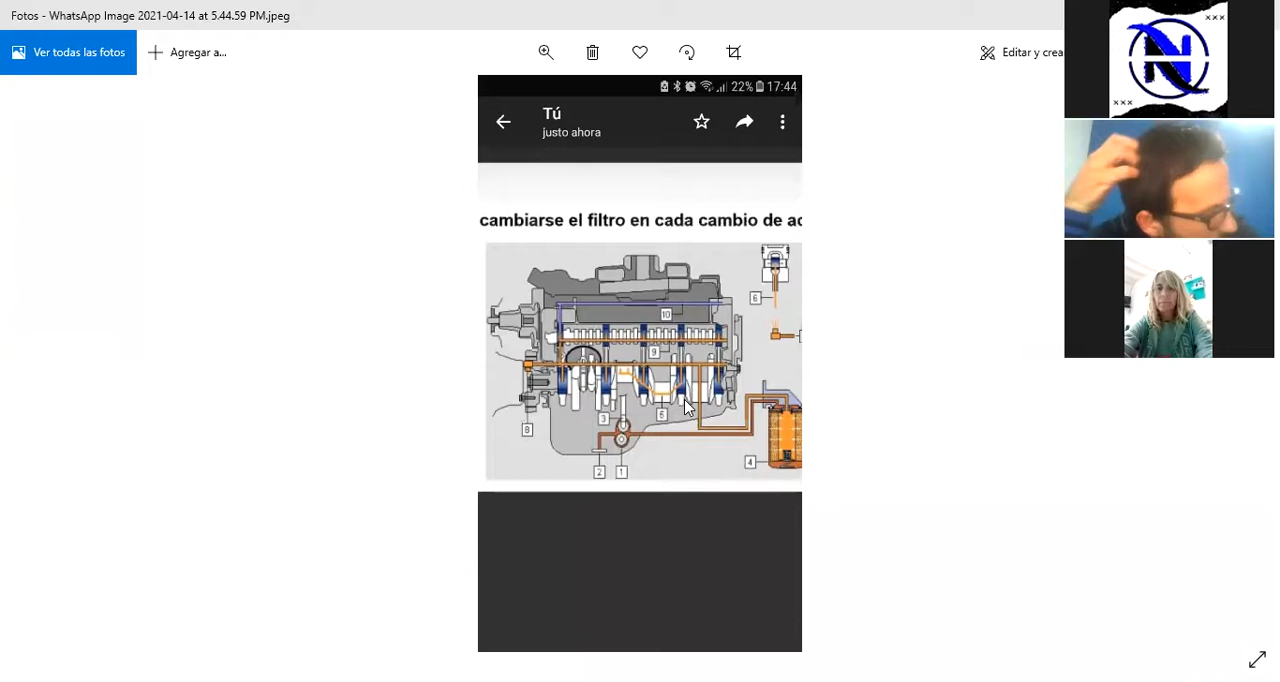 Fotos - WhatsApp Image 2021-04-14 at 5.44.59 PM.jpeg
Ver todas las fotos
Agregar a...
Editar y crea
22% 17:44
Tú
justo ahora
cambiarse el filtro en cada cambio de ac
6
10
9
3
5
8
4
2
1
N
xxx
xxx